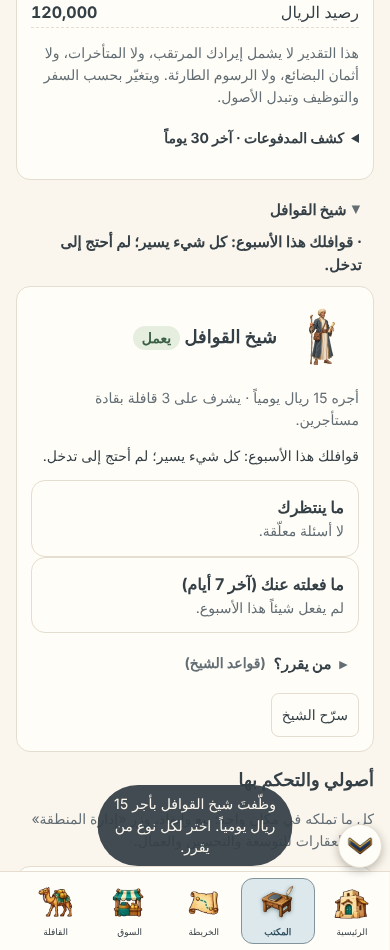 رصيد الريال 120,000
هذا التقدير لا يشمل إيرادك المرتقب، ولا المتأخرات، ولا
أثمان البضائع، ولا الرسوم الطارئة. ويتغيّر بحسب السفر
والتوظيف وتبدل الأصول.
◀ كشف المدفوعات · آخر 30 يوماً
▼ شيخ القوافل
· قوافلك هذا الأسبوع: كل شيء يسير؛ لم أحتج إلى
تدخل.
شيخ القوافل يعمل
أجره 15 ريال يومياً · يشرف على 3 قافلة بقادة
مستأجرين.
قوافلك هذا الأسبوع: كل شيء يسير؛ لم أحتج إلى تدخل.
ما ينتظرك
لا أسئلة معلّقة.
ما فعلته عنك (آخر 7 أيام)
لم يفعل شيئاً هذا الأسبوع.
◀ من يقرر؟ (قواعد الشيخ)
سرّح الشيخ
أصولي والتحكم بها
كل ما تملكه في
المنطقة»
وظّفتَ شيخ القوافل بأجر 15
ريال يومياً. اختر لكل نوع من
يقرر.
الرئيسية
المكتب
الخريطة
السوق
القافلة